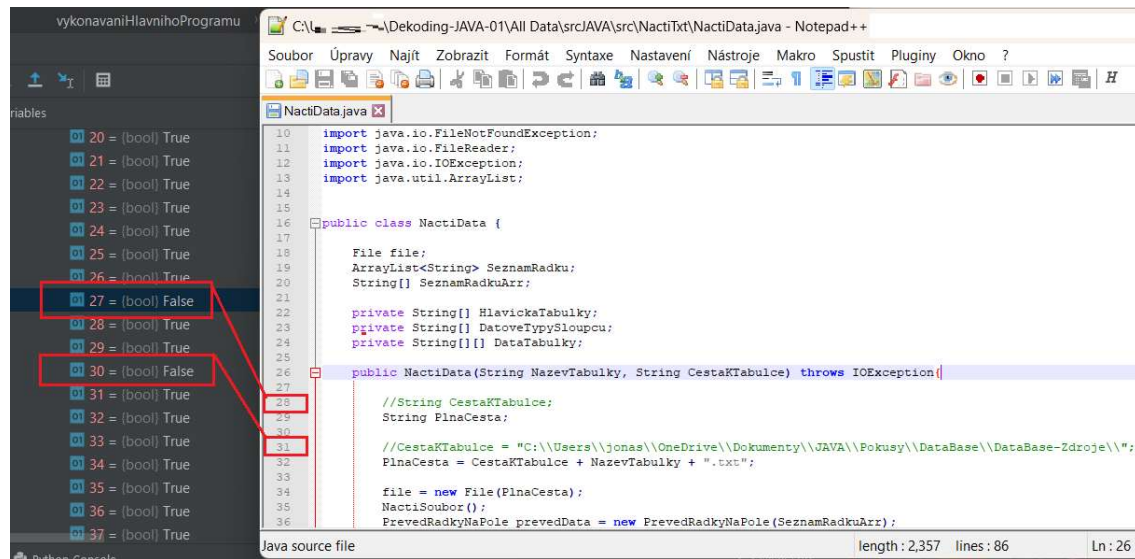 vykonavaniHlavnihoProgramu
riables
20 = {bool} True
21 = {bool} True
22 = {bool} True
23 = {bool} True
24 = {bool} True
25 = {bool} True
26 = {bool} True
27 = {bool} False
28 = {bool} True
29 = {bool} True
30 = {bool} False
31 = {bool} True
32 = {bool} True
33 = {bool} True
34 = {bool} True
35 = {bool} True
36 = {bool} True
37 = {bool} True
Python Console
\Dekoding-JAVA-01\All Data\srcJAVA\src\NactiTxt\NactiData.java - Notepad++
Soubor Úpravy Najít Zobrazit Formát Syntaxe Nastavení Nástroje Makro Spustit Pluginy Okno ?
NactiData.java
10 import java.io.FileNotFoundException;
11 import java.io.FileReader;
12 import java.io.IOException;
13 import java.util.ArrayList;
14
15
16 public class NactiData {
17
18 File file;
19 ArrayList<String> SeznamRadku;
20 String[] SeznamRadkuArr;
21
22 private String[] HlavickaTabulky;
23 private String[] DatoveTypySloupcu;
24 private String[][] DataTabulky;
25
26 public NactiData(String NazevTabulky, String CestaKTabulce) throws IOException{
27
28 //String CestaKTabulce;
29 String PlnaCesta;
30
31 //CestaKTabulce = "C:\\Users\\jonas\\OneDrive\\Dokumenty\\JAVA\\Pokusy\\DataBase\\DataBase-Zdroje\\";
32 PlnaCesta = CestaKTabulce + NazevTabulky + ".txt";
33
34 file = new File(PlnaCesta);
35 NactiSoubor();
36 PrevedRadkyNaPole prevedData = new PrevedRadkyNaPole(SeznamRadkuArr);
Java source file length : 2,357 lines : 86 Ln : 26